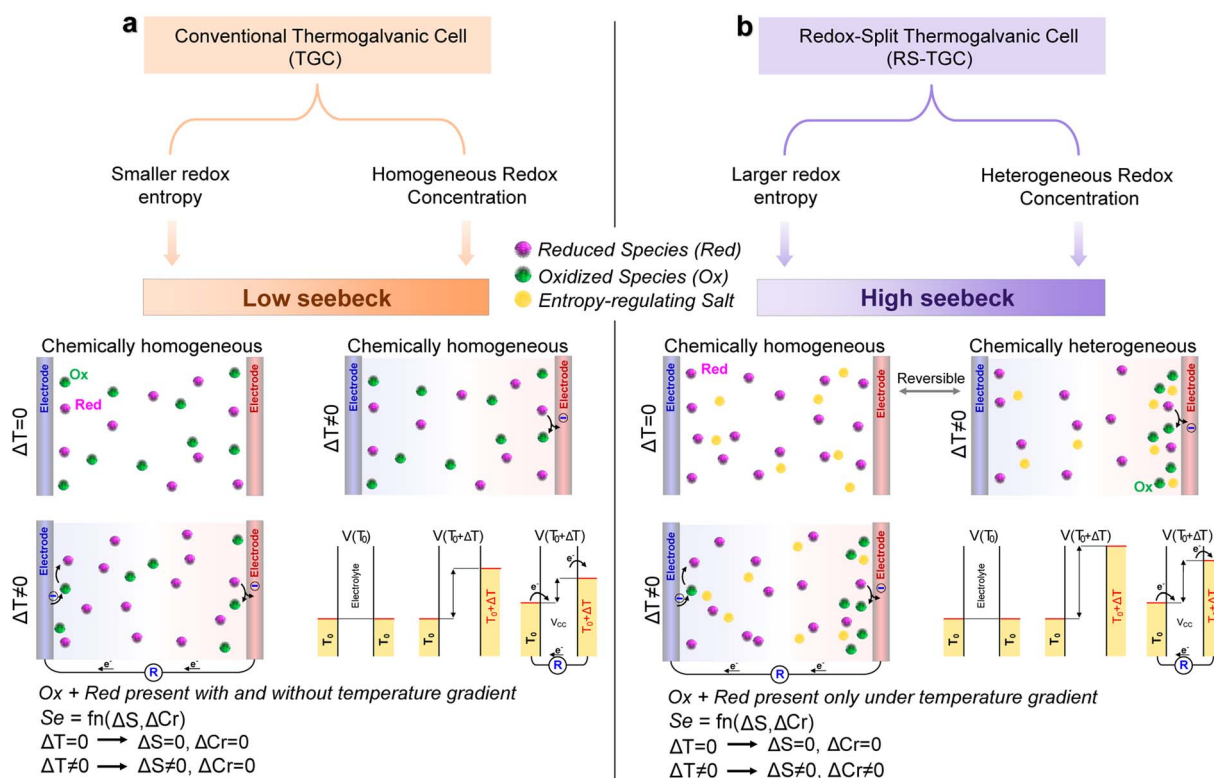 a
Conventional Thermogalvanic Cell
(TGC)
Smaller redox
entropy
Homogeneous Redox
Concentration
Low seebeck
b
Redox-Split Thermogalvanic Cell
(RS-TGC)
Larger redox
entropy
Heterogeneous Redox
Concentration
High seebeck
Reduced Species (Red)
Oxidized Species (Ox)
Entropy-regulating Salt
Chemically homogeneous
ΔT=0
Electrode
Ox
Red
Electrode
Chemically homogeneous
ΔT≠0
Electrode
Electrode
ΔT≠0
Electrode
Electrode
e⁻
R
e⁻
V(T₀)
Electrolyte
T₀
T₀
V(T₀+ΔT)
T₀
T₀+ΔT
V(T₀+ΔT)
e⁻
e⁻
Vcc
T₀
T₀+ΔT
e⁻
R
Ox + Red present with and without temperature gradient
Se = fn(ΔS,ΔCr)
ΔT=0 → ΔS=0, ΔCr=0
ΔT≠0 → ΔS≠0, ΔCr=0
Chemically homogeneous
ΔT=0
Electrode
Red
Electrode
Reversible
Chemically heterogeneous
ΔT≠0
Electrode
Ox
Electrode
ΔT≠0
Electrode
Electrode
e⁻
R
e⁻
V(T₀)
Electrolyte
T₀
T₀
V(T₀+ΔT)
T₀
T₀+ΔT
V(T₀+ΔT)
e⁻
e⁻
Vcc
T₀
T₀+ΔT
e⁻
R
Ox + Red present only under temperature gradient
Se = fn(ΔS,ΔCr)
ΔT=0 → ΔS=0, ΔCr=0
ΔT≠0 → ΔS≠0, ΔCr≠0